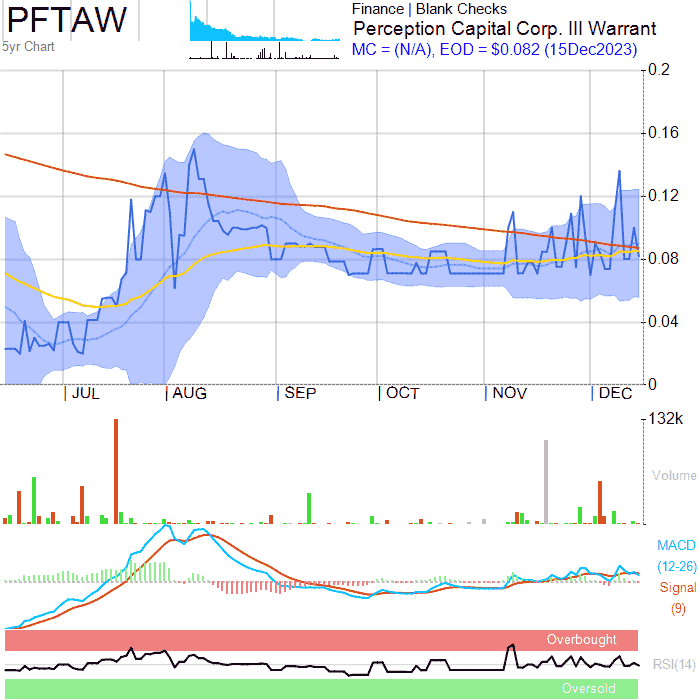 PFTAW
5yr Chart
Finance | Blank Checks
Perception Capital Corp. III Warrant
MC = (N/A), EOD = $0.082 (15Dec2023)
0.2
0.16
0.12
0.08
0.04
0
JUL
AUG
SEP
OCT
NOV
DEC
132k
Volume
MACD
(12-26)
Signal
(9)
Overbought
RSI(14)
Oversold